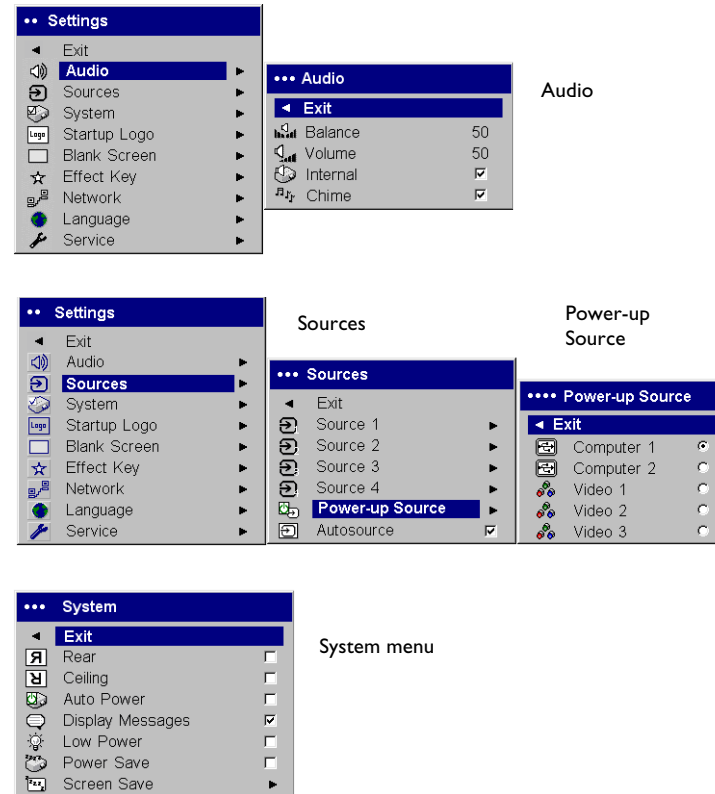 •• Settings
Exit
Audio
Sources
System
Logo Startup Logo
Blank Screen
Effect Key
Network
Language
Service
••• Audio
Exit
Balance 50
Volume 50
Internal
Chime
Audio
•• Settings
Exit
Audio
Sources
System
Logo Startup Logo
Blank Screen
Effect Key
Network
Language
Service
Sources
••• Sources
Exit
Source 1
Source 2
Source 3
Source 4
Power-up Source
Autosource
Power-up
Source
•••• Power-up Source
Exit
Computer 1
Computer 2
Video 1
Video 2
Video 3
••• System
Exit
Rear
Ceiling
Auto Power
Display Messages
Low Power
Power Save
Screen Save
System menu